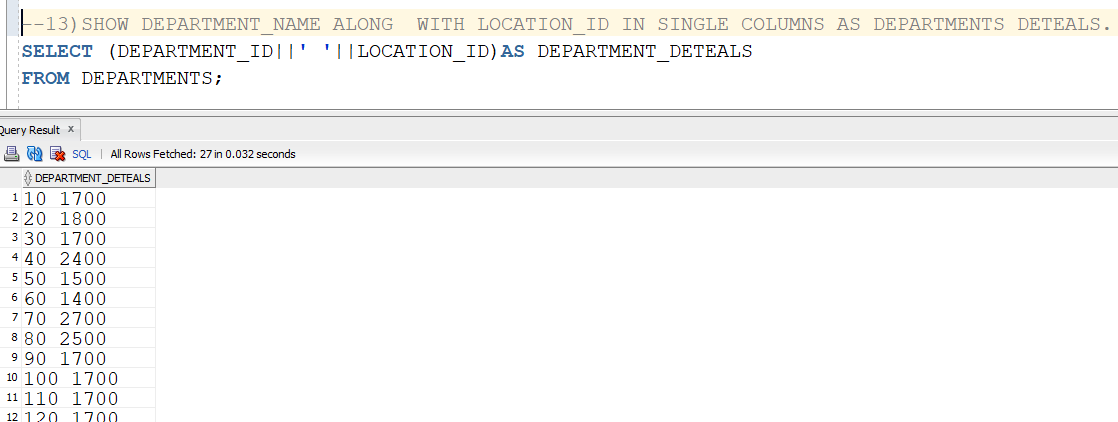 --13)SHOW DEPARTMENT_NAME ALONG  WITH LOCATION_ID IN SINGLE COLUMNS AS DEPARTMENTS DETEALS.
SELECT (DEPARTMENT_ID||' '||LOCATION_ID)AS DEPARTMENT_DETEALS
FROM DEPARTMENTS;
Query Result x
SQL | All Rows Fetched: 27 in 0.032 seconds
DEPARTMENT_DETEALS
1 10 1700
2 20 1800
3 30 1700
4 40 2400
5 50 1500
6 60 1400
7 70 2700
8 80 2500
9 90 1700
10 100 1700
11 110 1700
12 120 1700